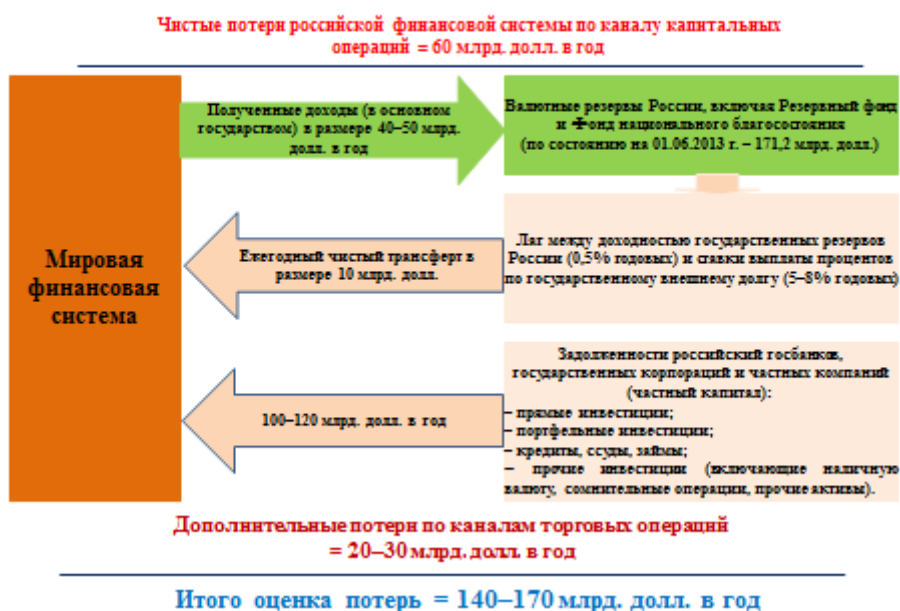 Чистые потери российской финансовой системы по каналу капитальных
операций = 60 млрд. долл. в год
Полученные доходы (в основном
государством) в размере 40–50 млрд.
долл. в год
Валютные резервы России, включая Резервный фонд
и Фонд национального благосостояния
(по состоянию на 01.06.2013 г. – 171,2 млрд. долл.)
Мировая
финансовая
система
Ежегодный чистый трансферт в
размере 10 млрд. долл.
Лаг между доходностью государственных резервов
России (0,5% годовых) и ставки выплаты процентов
по государственному внешнему долгу (5–8% годовых)
100–120 млрд. долл. в год
Задолженности российский госбанков,
государственных корпораций и частных компаний
(частный капитал):
– прямые инвестиции;
– портфельные инвестиции;
– кредиты, ссуды, займы;
– прочие инвестиции (включающие наличную
валюту, сомнительные операции, прочие активы).
Дополнительные потери по каналам торговых операций
= 20–30 млрд. долл. в год
Итого оценка потерь = 140–170 млрд. долл. в год